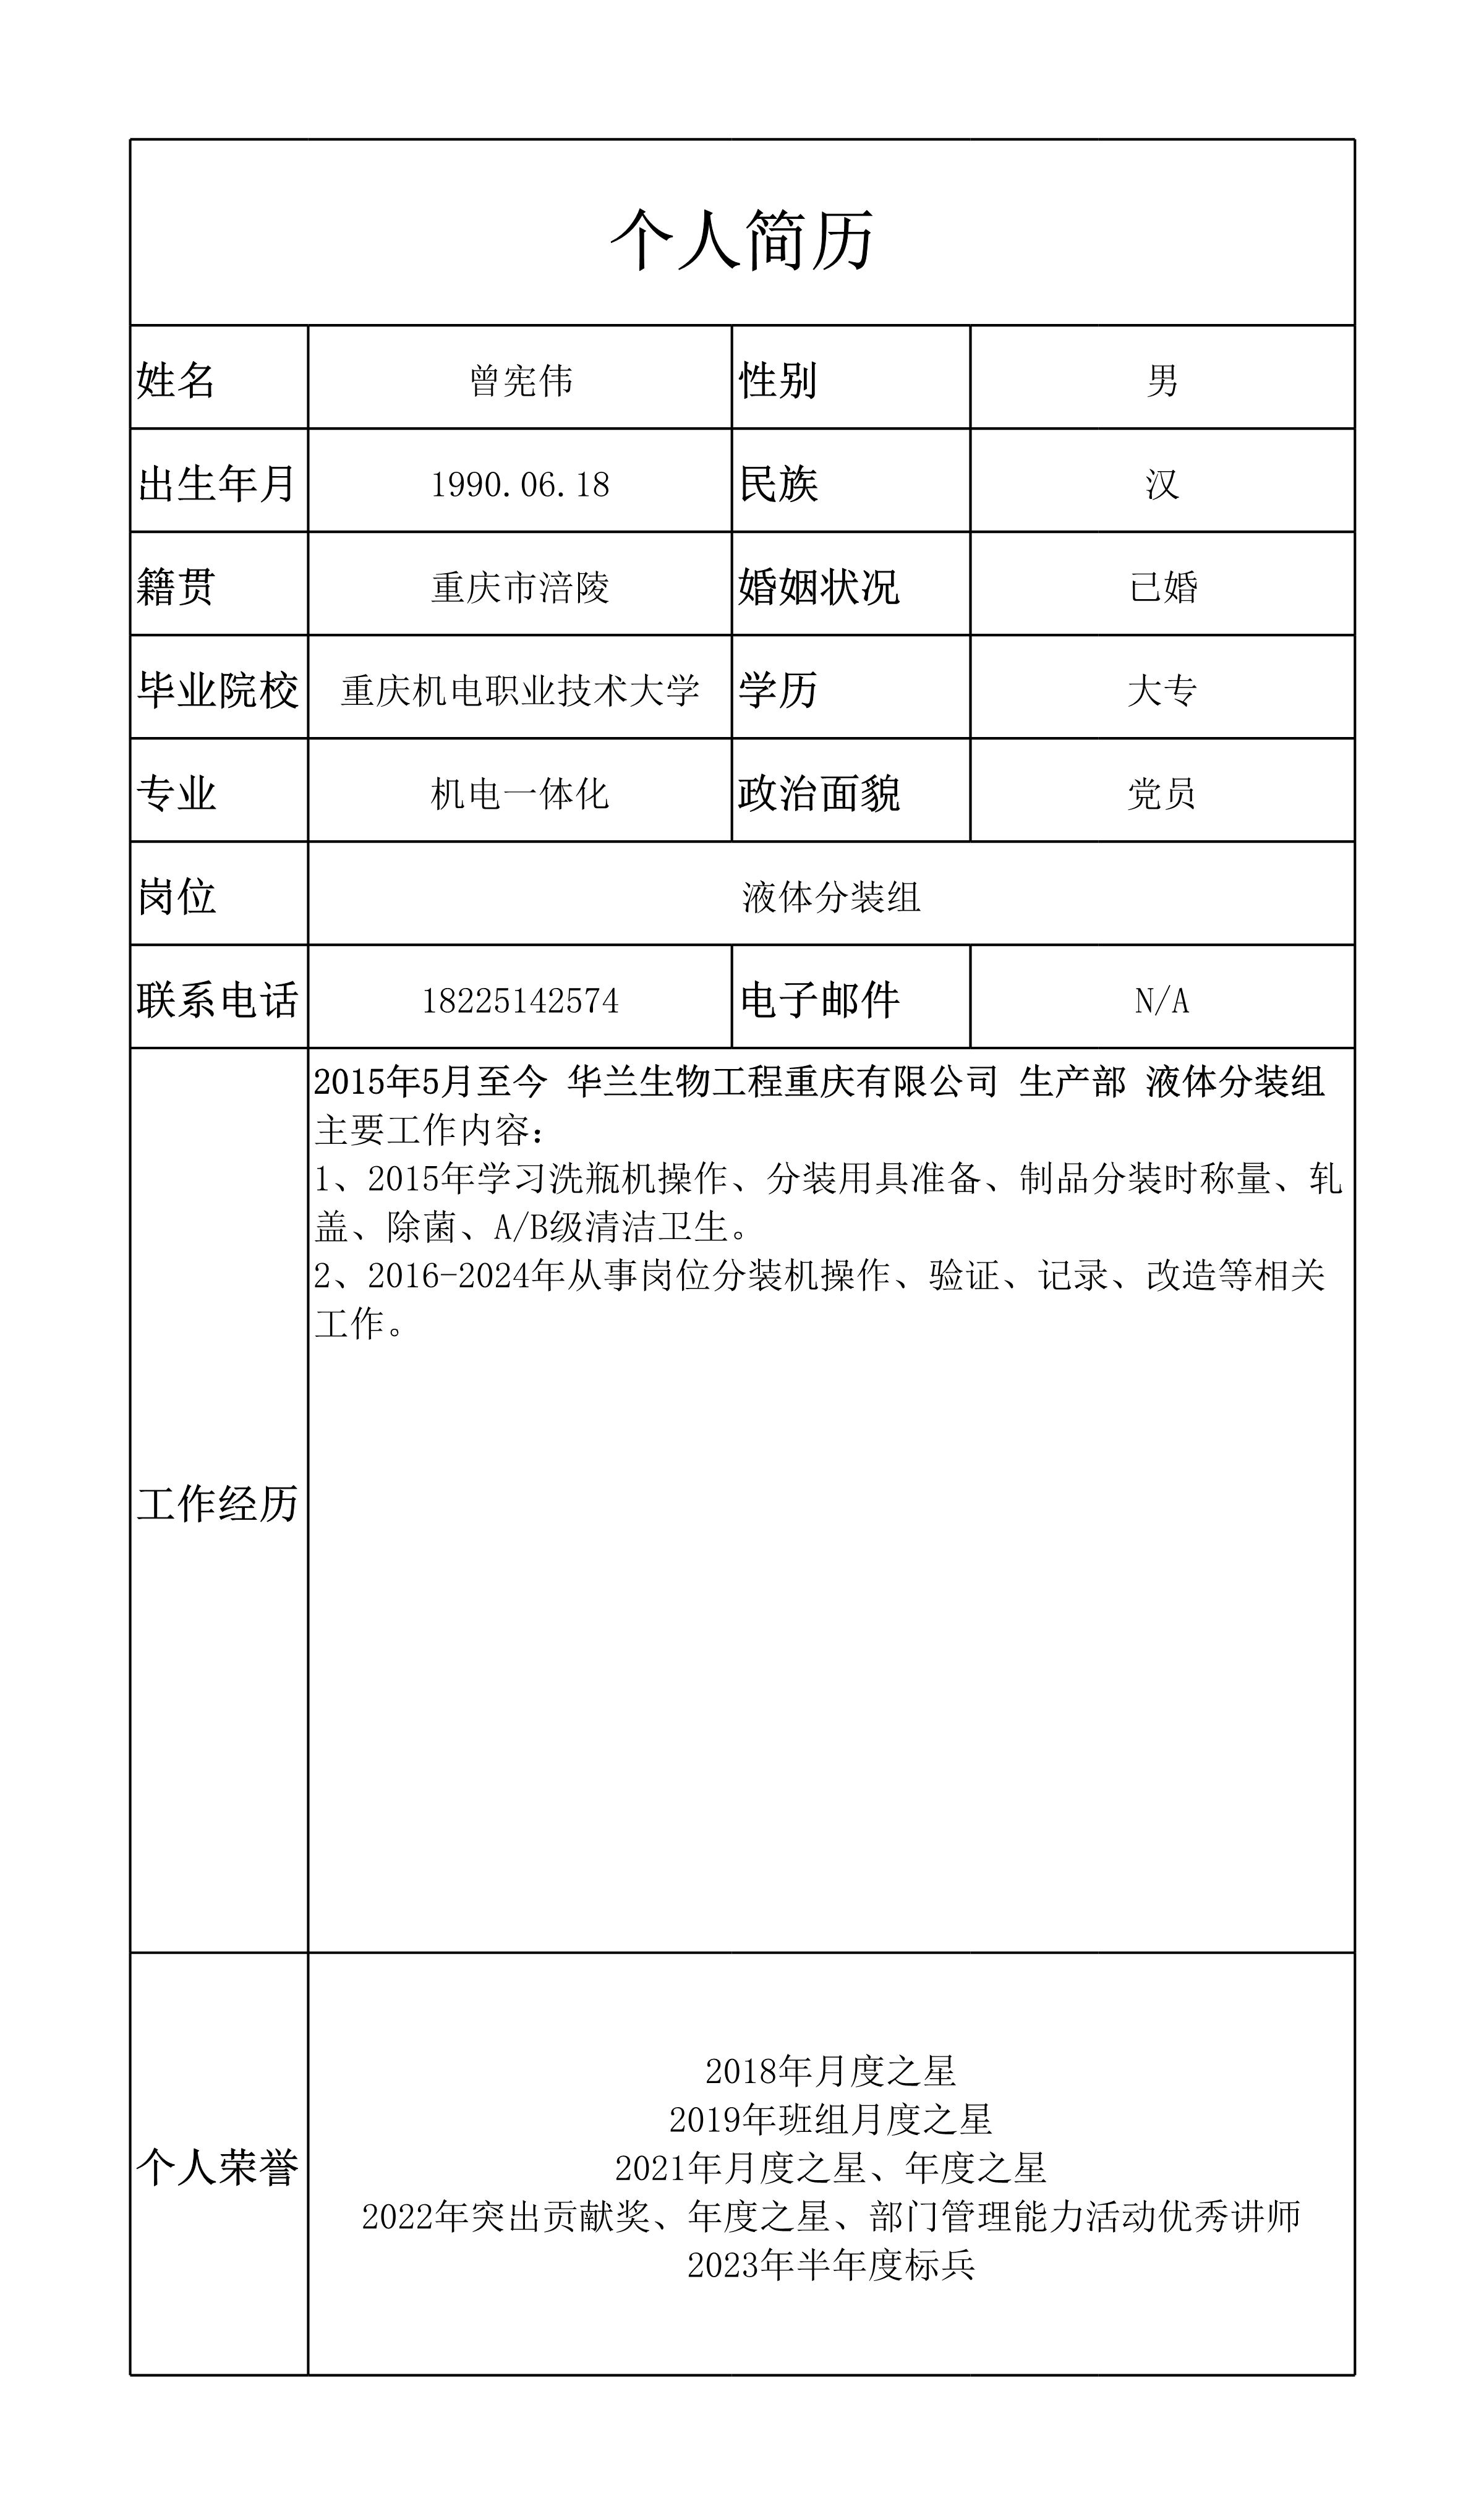 个人简历
姓名 曾宪伟 性别 男
出生年月 1990.06.18 民族 汉
籍贯 重庆市涪陵 婚姻状况 已婚
毕业院校 重庆机电职业技术大学 学历 大专
专业 机电一体化 政治面貌 党员
岗位 液体分装组
联系电话 18225142574 电子邮件 N/A
工作经历
2015年5月至今 华兰生物工程重庆有限公司 生产部 液体分装组
主要工作内容：
1、2015年学习洗瓶机操作、分装用具准备、制品分装时称量、轧
盖、除菌、A/B级清洁卫生。
2、2016-2024年从事岗位分装机操作、验证、记录、改造等相关
工作。
个人荣誉
2018年月度之星
2019年班组月度之星
2021年月度之星、年度之星
2022年突出贡献奖、年度之星、部门管理能力活动优秀讲师
2023年半年度标兵